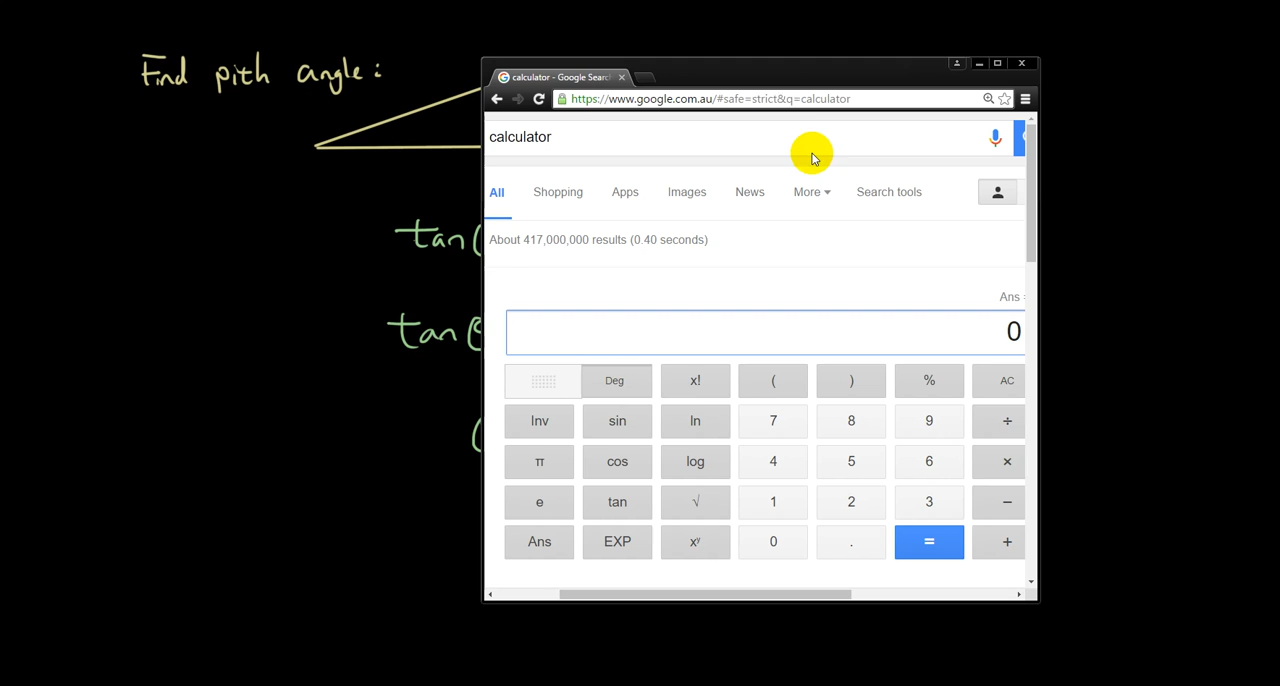 Find pith angle:
calculator - Google Search
https://www.google.com.au/#safe=strict&q=calculator
calculator
All Shopping Apps Images News More Search tools
About 417,000,000 results (0.40 seconds)
Ans =
0
Deg x! ( ) % AC
Inv sin ln 7 8 9 ÷
π cos log 4 5 6 ×
e tan √ 1 2 3 −
Ans EXP xʸ 0 . = +
tan(
tan(
(